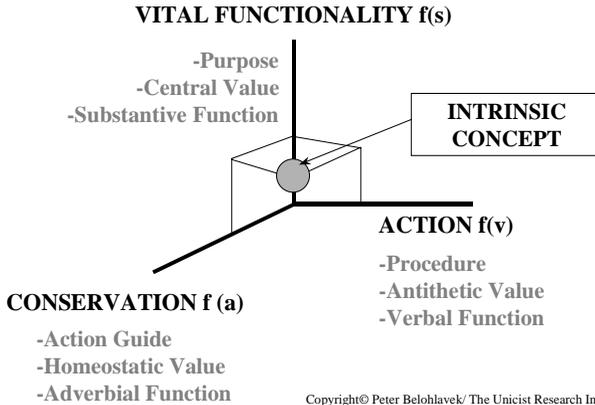 VITAL FUNCTIONALITY f(s)
-Purpose
-Central Value
-Substantive Function
INTRINSIC
CONCEPT
ACTION f(v)
-Procedure
-Antithetic Value
-Verbal Function
CONSERVATION f (a)
-Action Guide
-Homeostatic Value
-Adverbial Function
Copyright© Peter Belohlavek/ The Unicist Research In